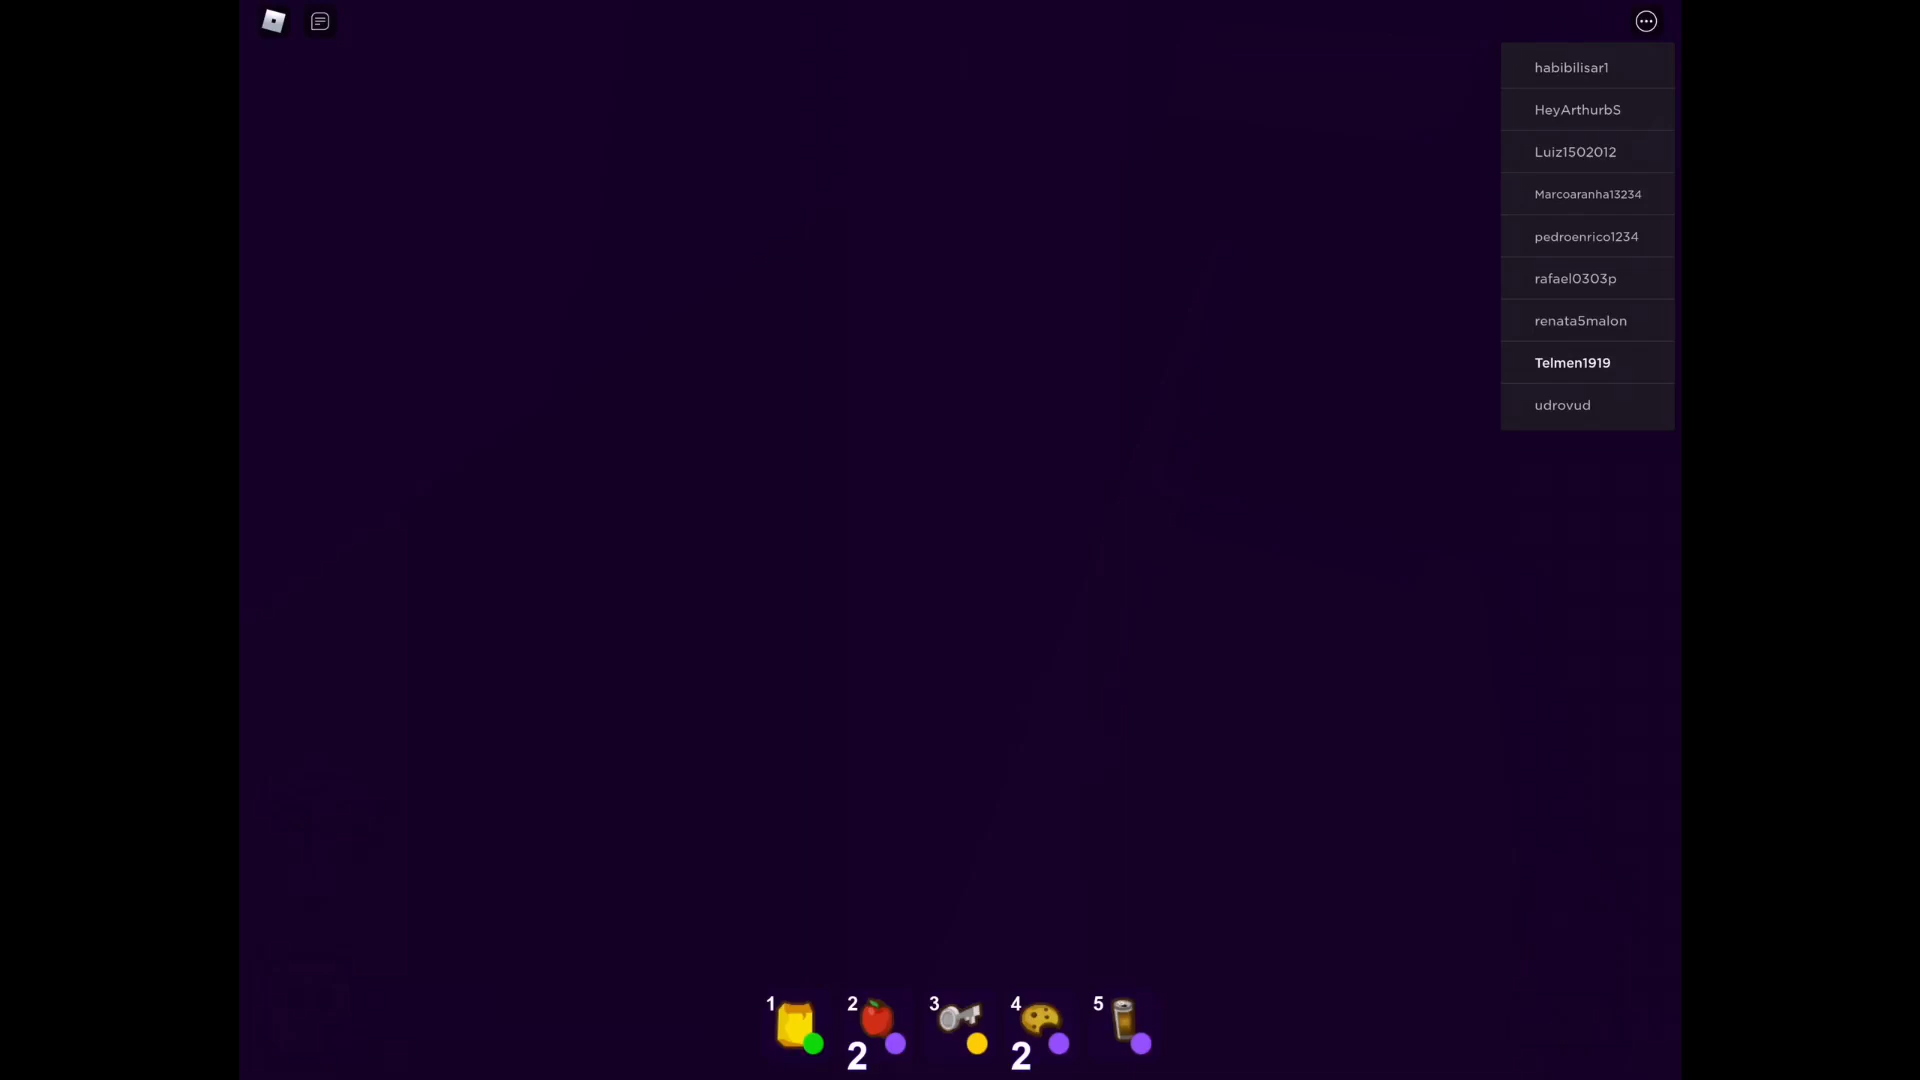 habibilisar1
HeyArthurbS
Luiz1502012
Marcoaranha13234
pedroenrico1234
rafael0303p
renata5malon
Telmen1919
udrovud
1 2 3 4 5
2 2